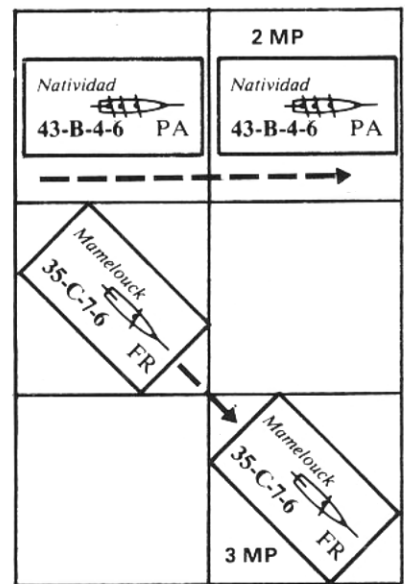 2 MP
Natividad
43-B-4-6 PA
Natividad
43-B-4-6 PA
Mamelouck
35-C-7-6
FR
Mamelouck
35-C-7-6
FR
3 MP